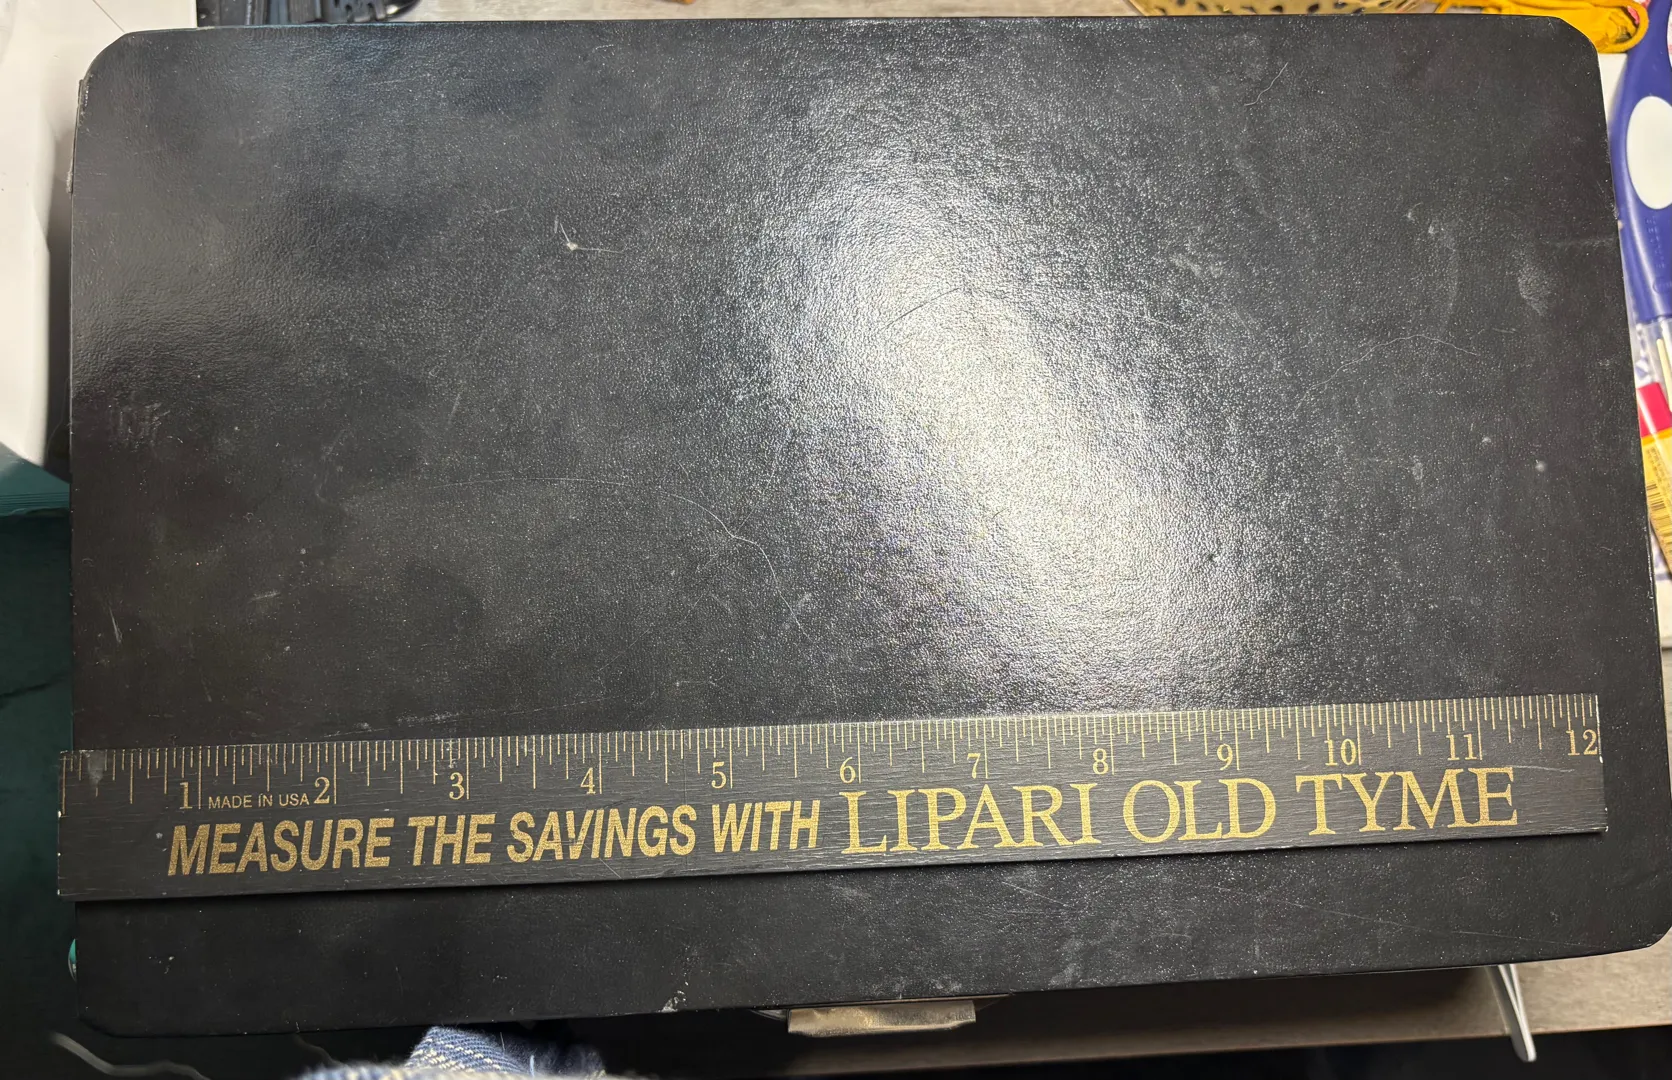 1 2 3 4 5 6 7 8 9 10 11 12
MADE IN USA
MEASURE THE SAVINGS WITH LIPARI OLD TYME